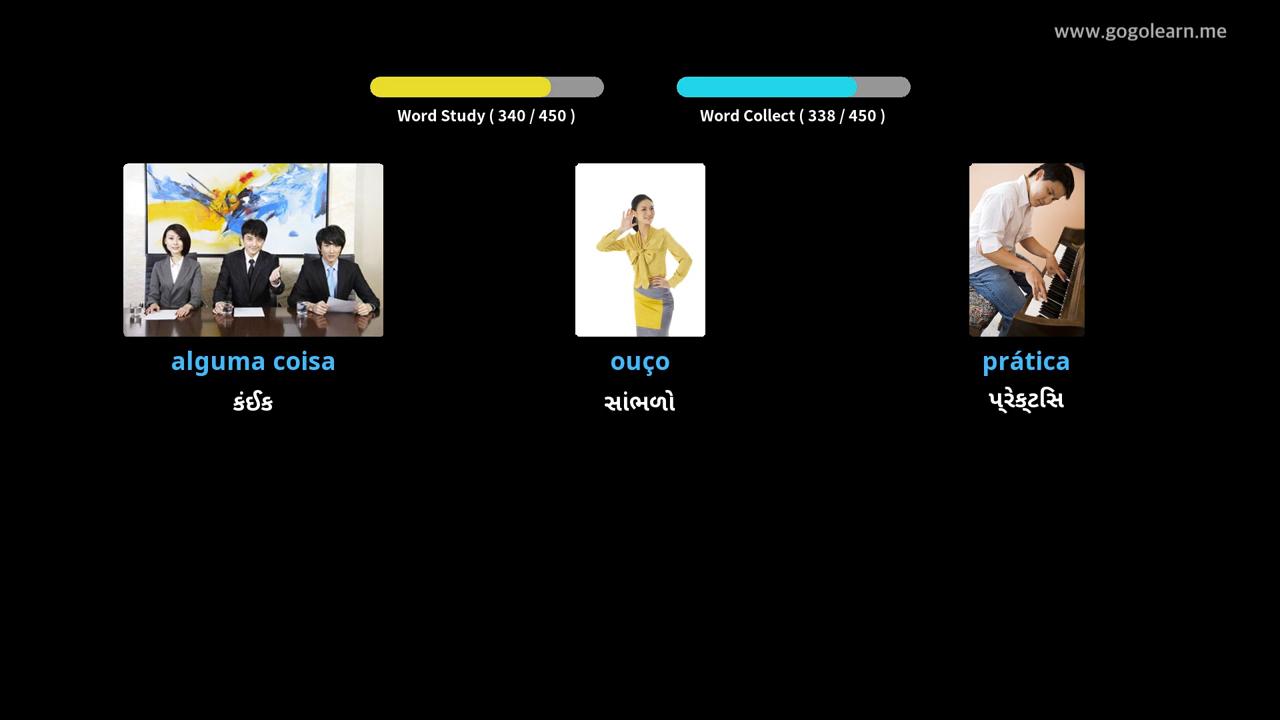 www.gogolearn.me
Word Study ( 340 / 450 )
Word Collect ( 338 / 450 )
alguma coisa
ouço
prática
કંઈક
સાંભળો
પ્રેક્ટિસ